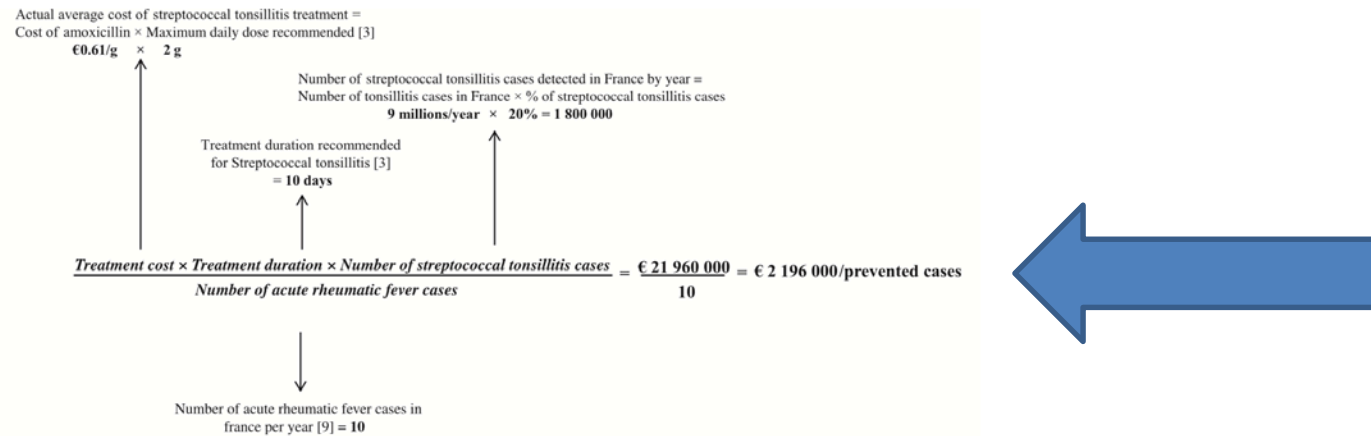 Actual average cost of streptococcal tonsillitis treatment =
Cost of amoxicillin × Maximum daily dose recommended [3]
€0.61/g × 2 g
Number of streptococcal tonsillitis cases detected in France by year =
Number of tonsillitis cases in France × % of streptococcal tonsillitis cases
9 millions/year × 20% = 1 800 000
Treatment duration recommended
for Streptococcal tonsillitis [3]
= 10 days
Treatment cost × Treatment duration × Number of streptococcal tonsillitis cases = € 21 960 000 = € 2 196 000/prevented cases
Number of acute rheumatic fever cases 10
Number of acute rheumatic fever cases in
france per year [9] = 10